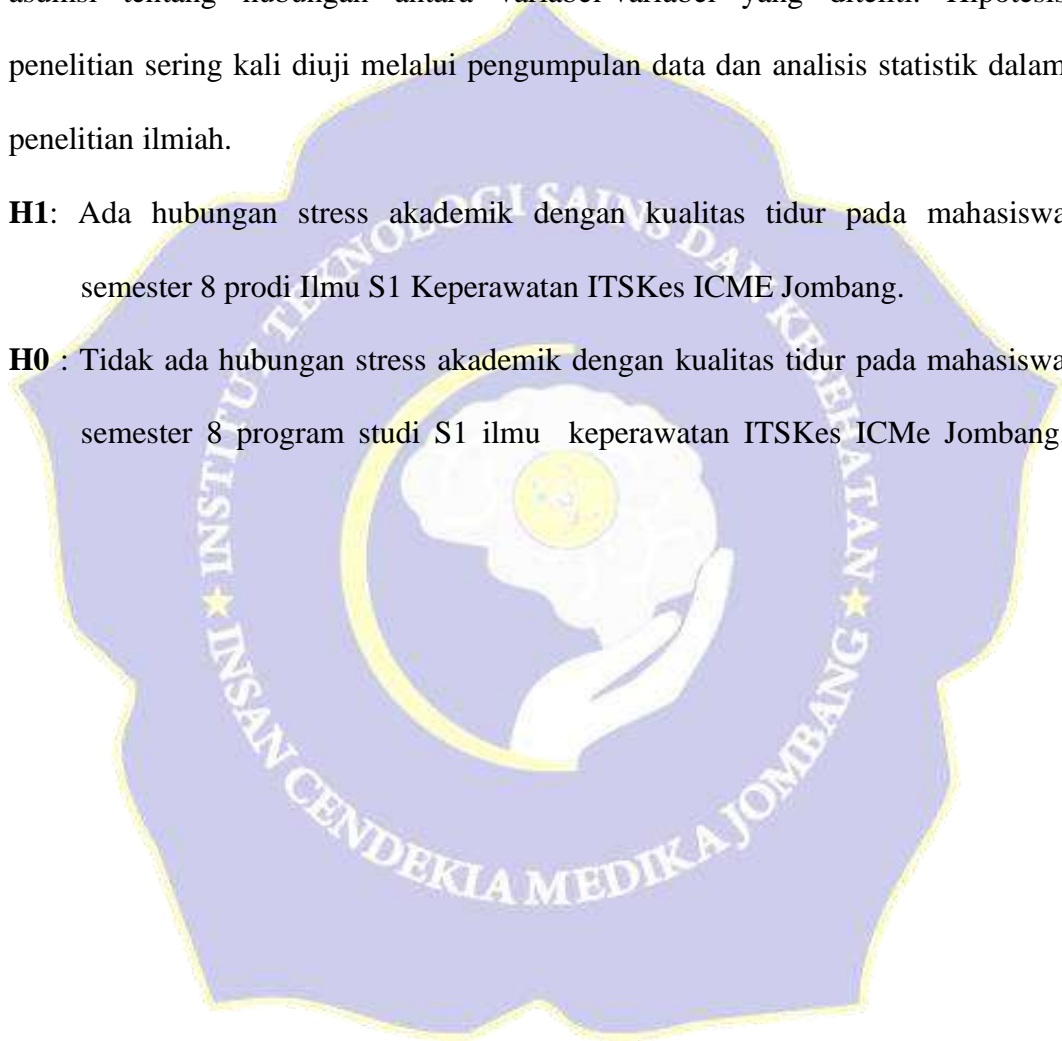 asumsi tentang hubungan antara variabel-variabel yang diteliti. Hipotesis
penelitian sering kali diuji melalui pengumpulan data dan analisis statistik dalam
penelitian ilmiah.
H1: Ada hubungan stress akademik dengan kualitas tidur pada mahasiswa
semester 8 prodi Ilmu S1 Keperawatan ITSKes ICME Jombang.
H0 : Tidak ada hubungan stress akademik dengan kualitas tidur pada mahasiswa
semester 8 program studi S1 ilmu keperawatan ITSKes ICMe Jombang
INSTITUT TEKNOLOGI SAINS DAN KESEHATAN
INSAN CENDEKIA MEDIKA JOMBANG